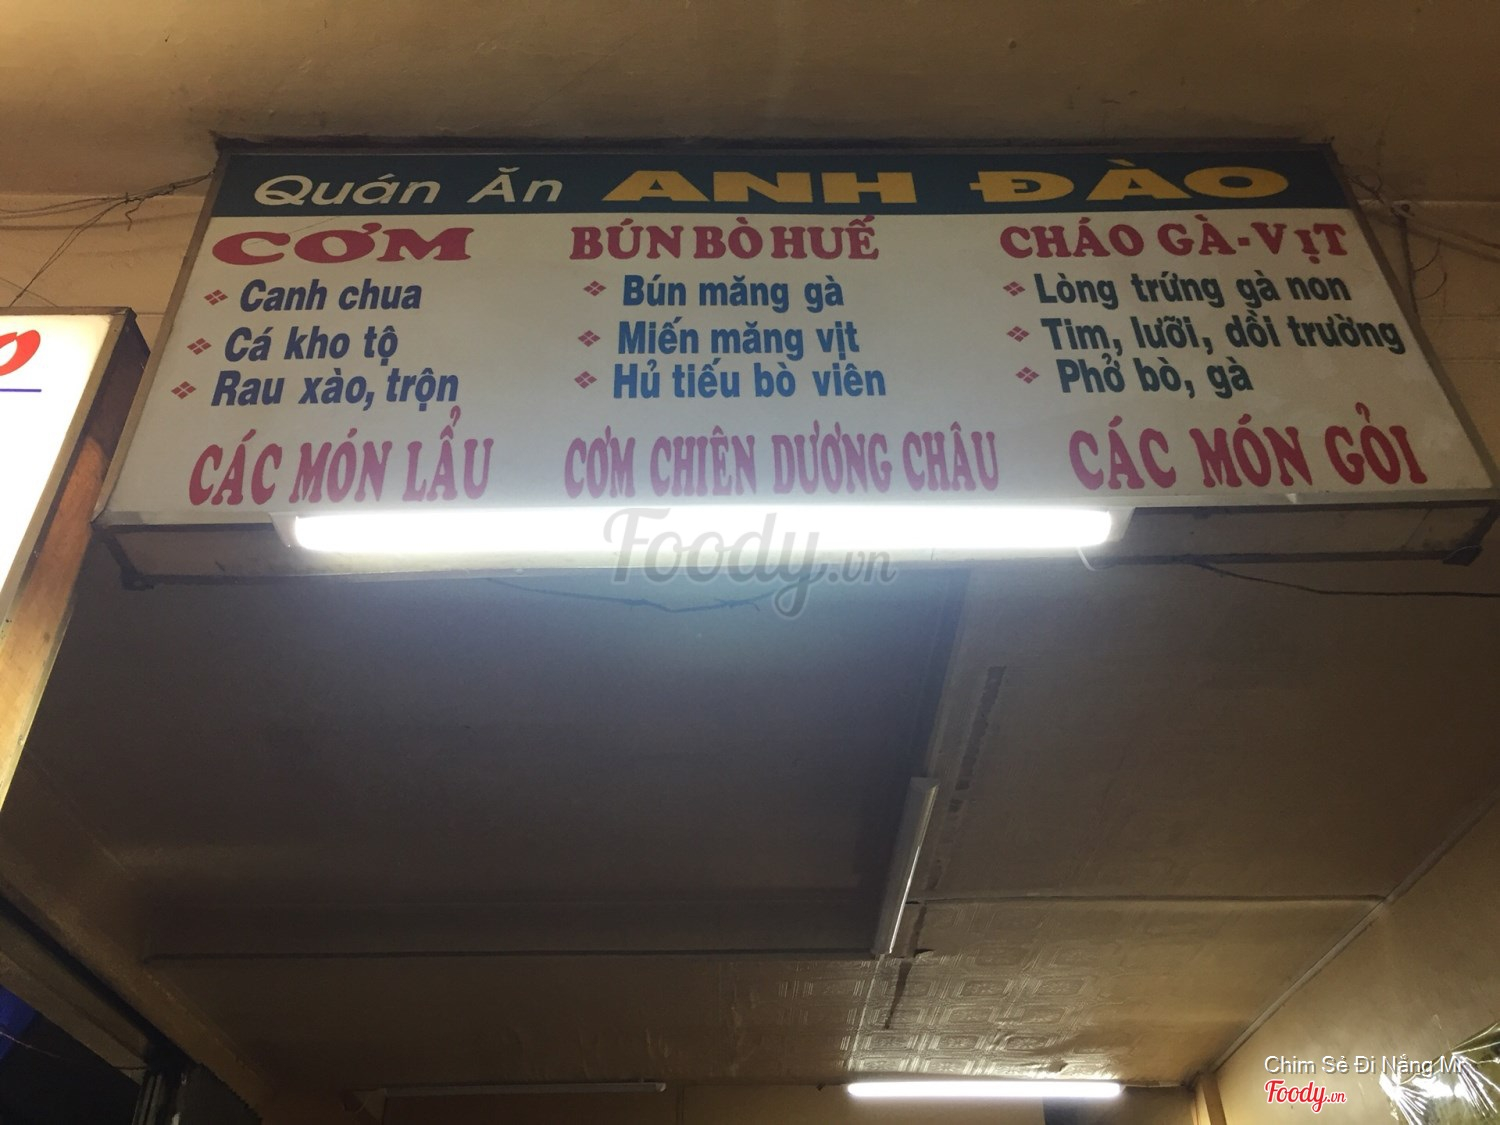 Quán Ăn ANH ĐÀO
CƠM
Canh chua
Cá kho tộ
Rau xào, trộn
BÚN BÒ HUẾ
Bún măng gà
Miến măng vịt
Hủ tiếu bò viên
CHÁO GÀ-VỊT
Lòng trứng gà non
Tim, lưỡi, dồi trường
Phở bò, gà
CÁC MÓN LẨU
CƠM CHIÊN DƯƠNG CHÂU
CÁC MÓN GỎI
Foody.vn
Chim Sẻ Đi Nắng Mr
Foody.vn